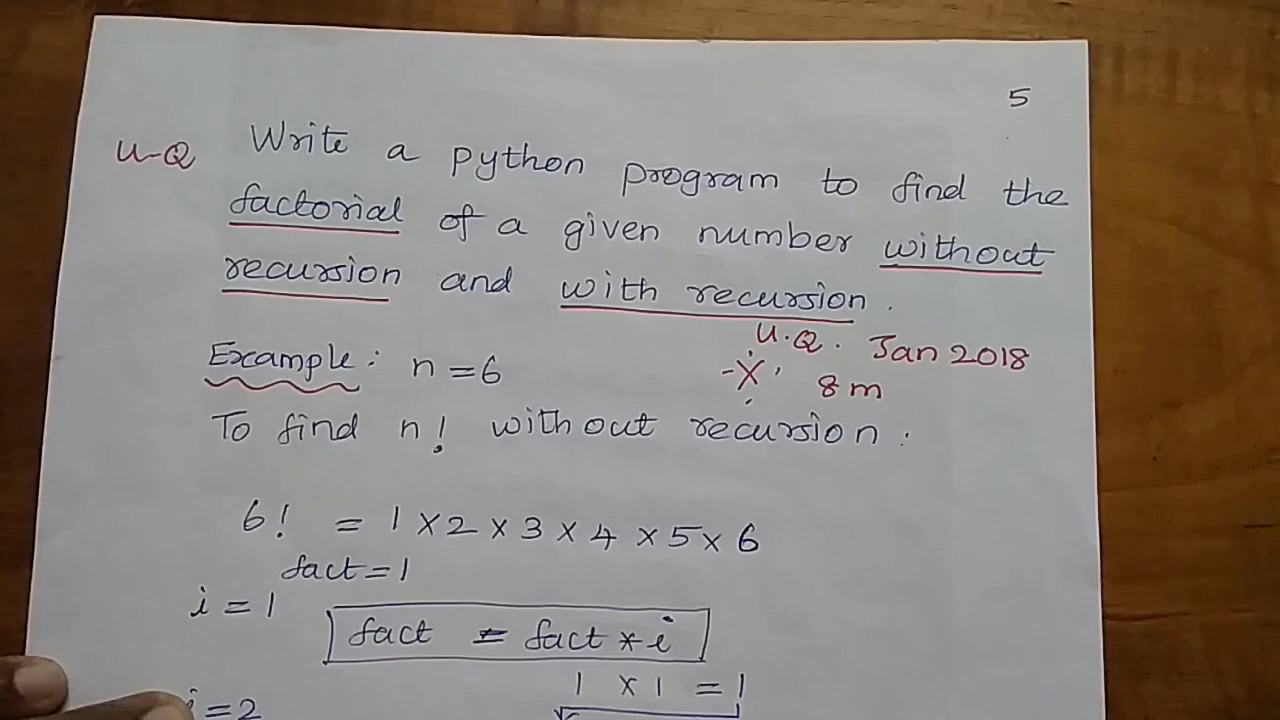 5
U-Q Write a python program to find the
factorial of a given number without
recursion and with recursion.
U.Q. Jan 2018
Example: n = 6
8 m
To find n! without recursion:
6! = 1 × 2 × 3 × 4 × 5 × 6
fact = 1
i = 1
fact = fact * i
1 × 1 = 1
i = 2